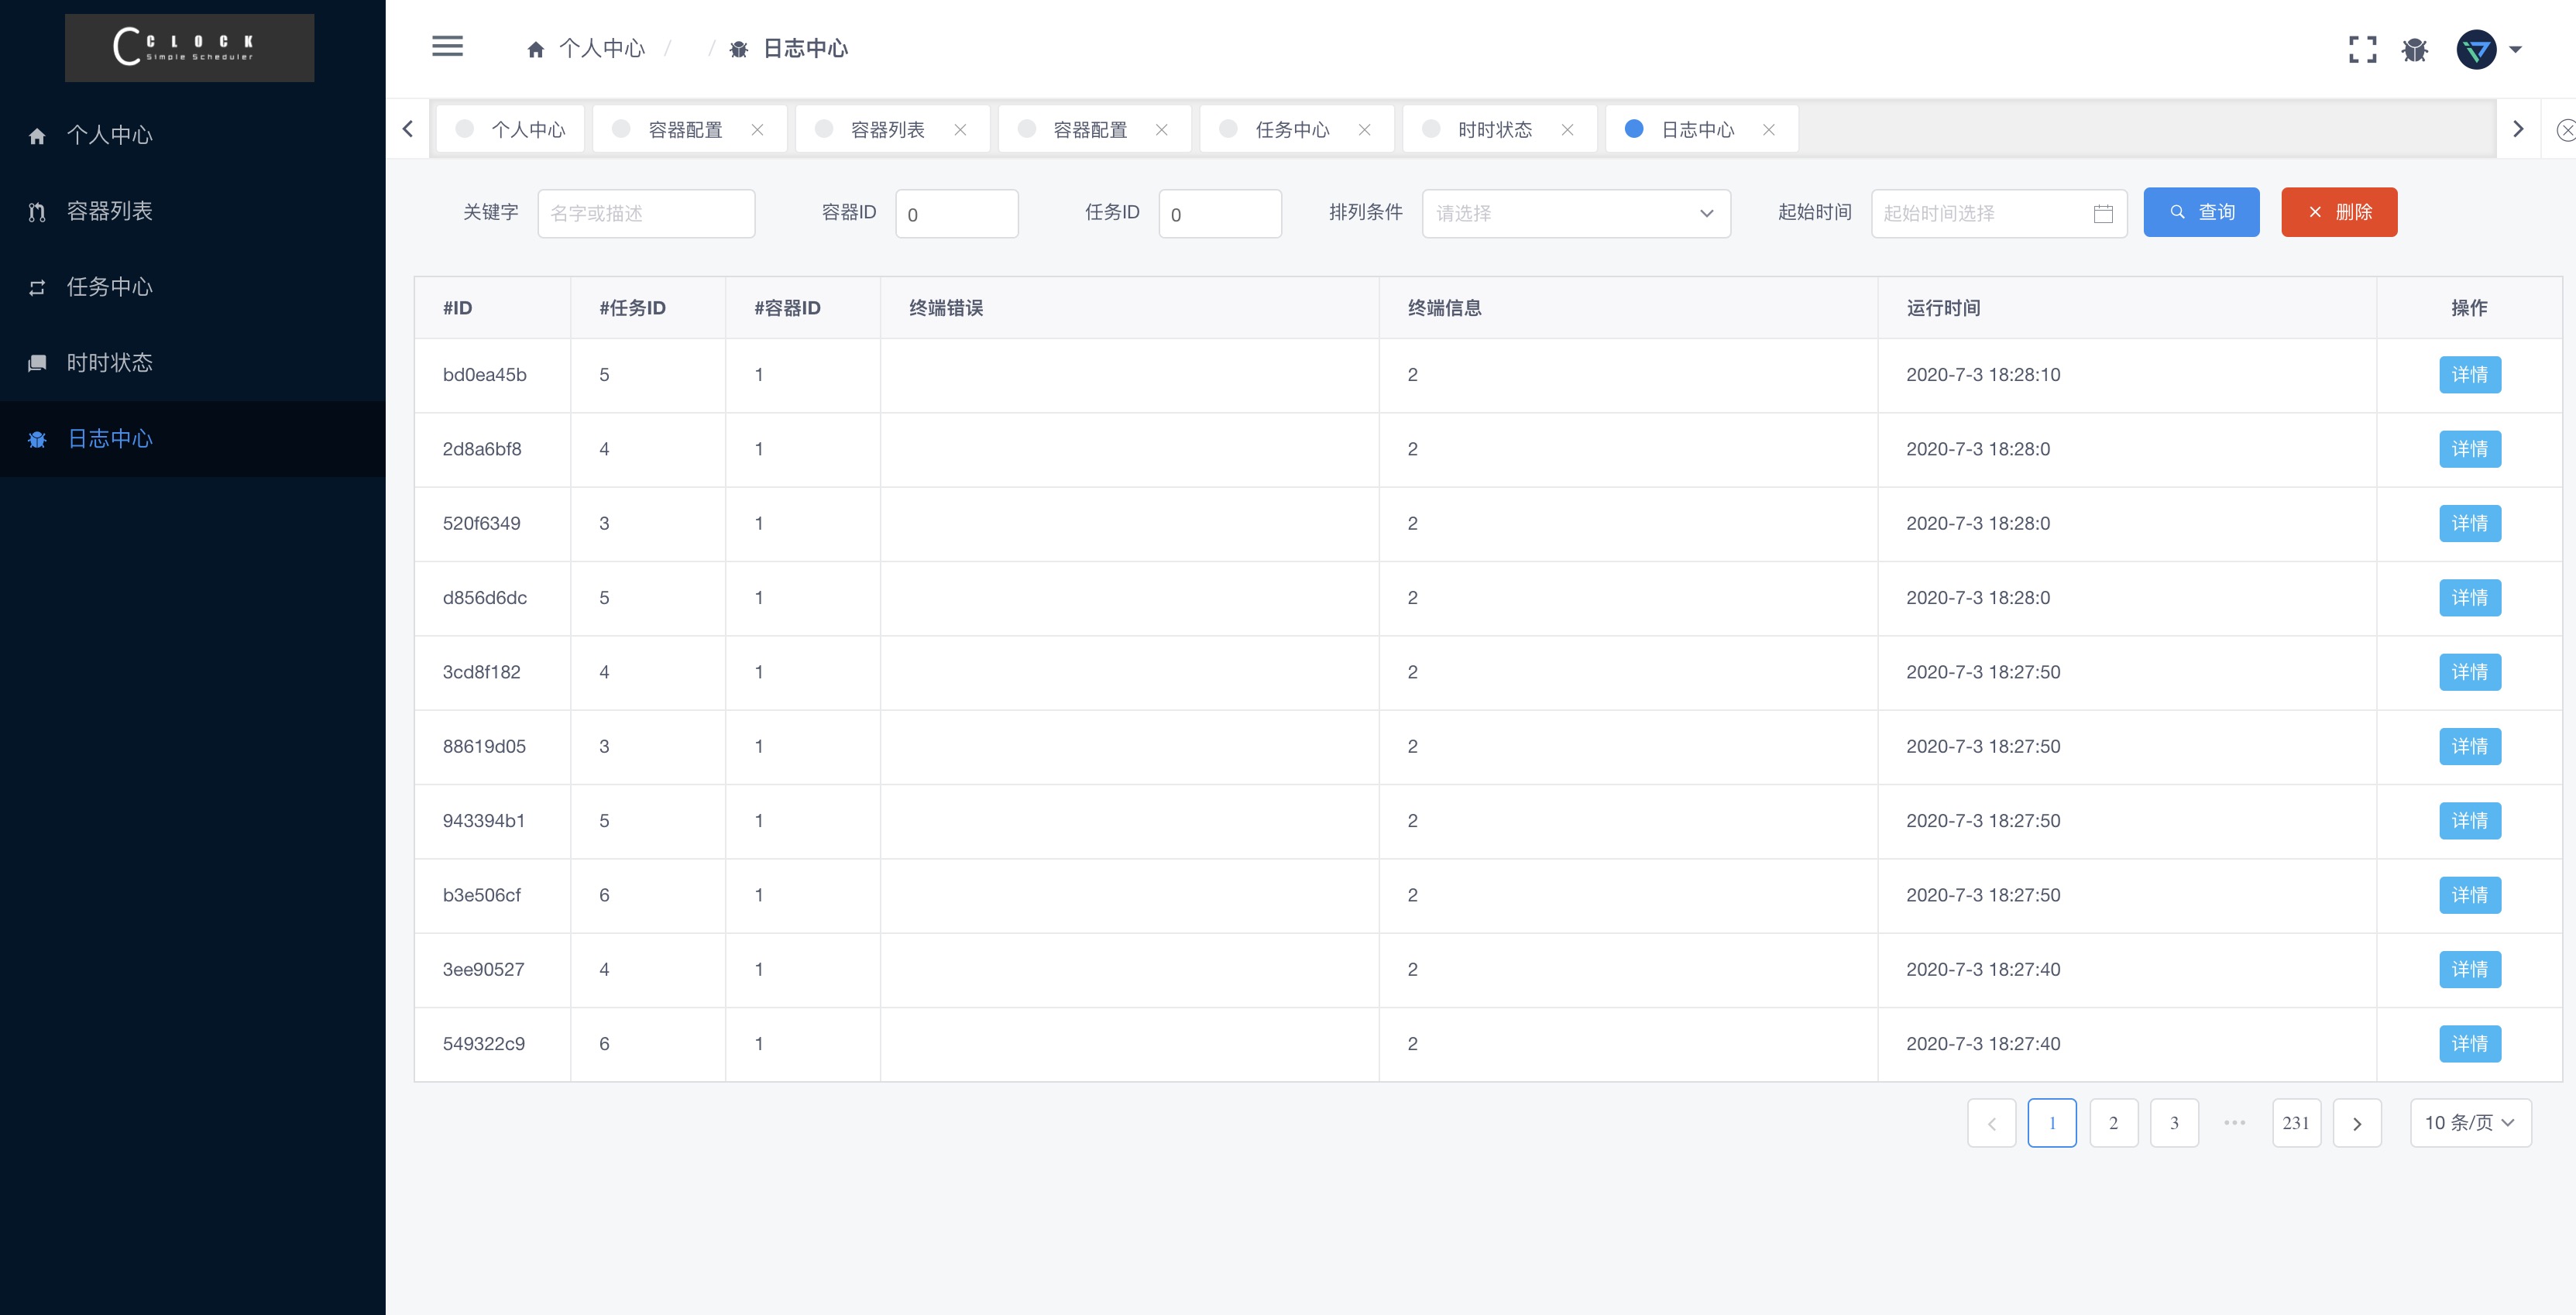 C CLOCK
Simple Scheduler
个人中心
容器列表
任务中心
时时状态
日志中心
个人中心 / / 日志中心
个人中心 容器配置 容器列表 容器配置 任务中心 时时状态 日志中心
关键字 名字或描述 容器ID 0 任务ID 0 排列条件 请选择 起始时间 起始时间选择 查询 删除
#ID #任务ID #容器ID 终端错误 终端信息 运行时间 操作
bd0ea45b 5 1 2 2020-7-3 18:28:10 详情
2d8a6bf8 4 1 2 2020-7-3 18:28:0 详情
520f6349 3 1 2 2020-7-3 18:28:0 详情
d856d6dc 5 1 2 2020-7-3 18:28:0 详情
3cd8f182 4 1 2 2020-7-3 18:27:50 详情
88619d05 3 1 2 2020-7-3 18:27:50 详情
943394b1 5 1 2 2020-7-3 18:27:50 详情
b3e506cf 6 1 2 2020-7-3 18:27:50 详情
3ee90527 4 1 2 2020-7-3 18:27:40 详情
549322c9 6 1 2 2020-7-3 18:27:40 详情
1 2 3 ••• 231 10 条/页